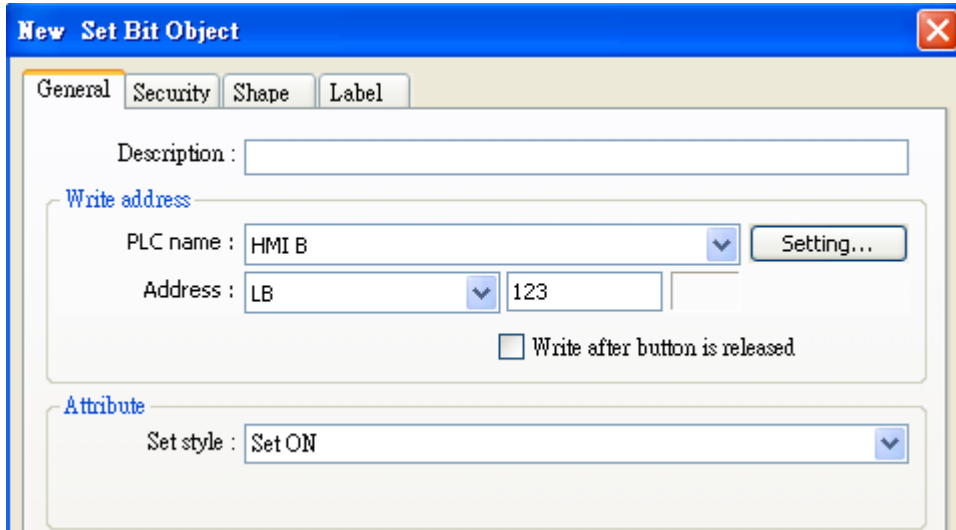 New Set Bit Object
General Security Shape Label
Description :
Write address
PLC name : HMI B Setting...
Address : LB 123
Write after button is released
Attribute
Set style : Set ON